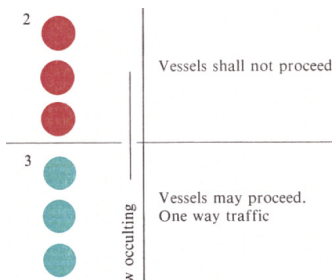 2
Vessels shall not proceed
3
Vessels may proceed.
One way traffic
occulting